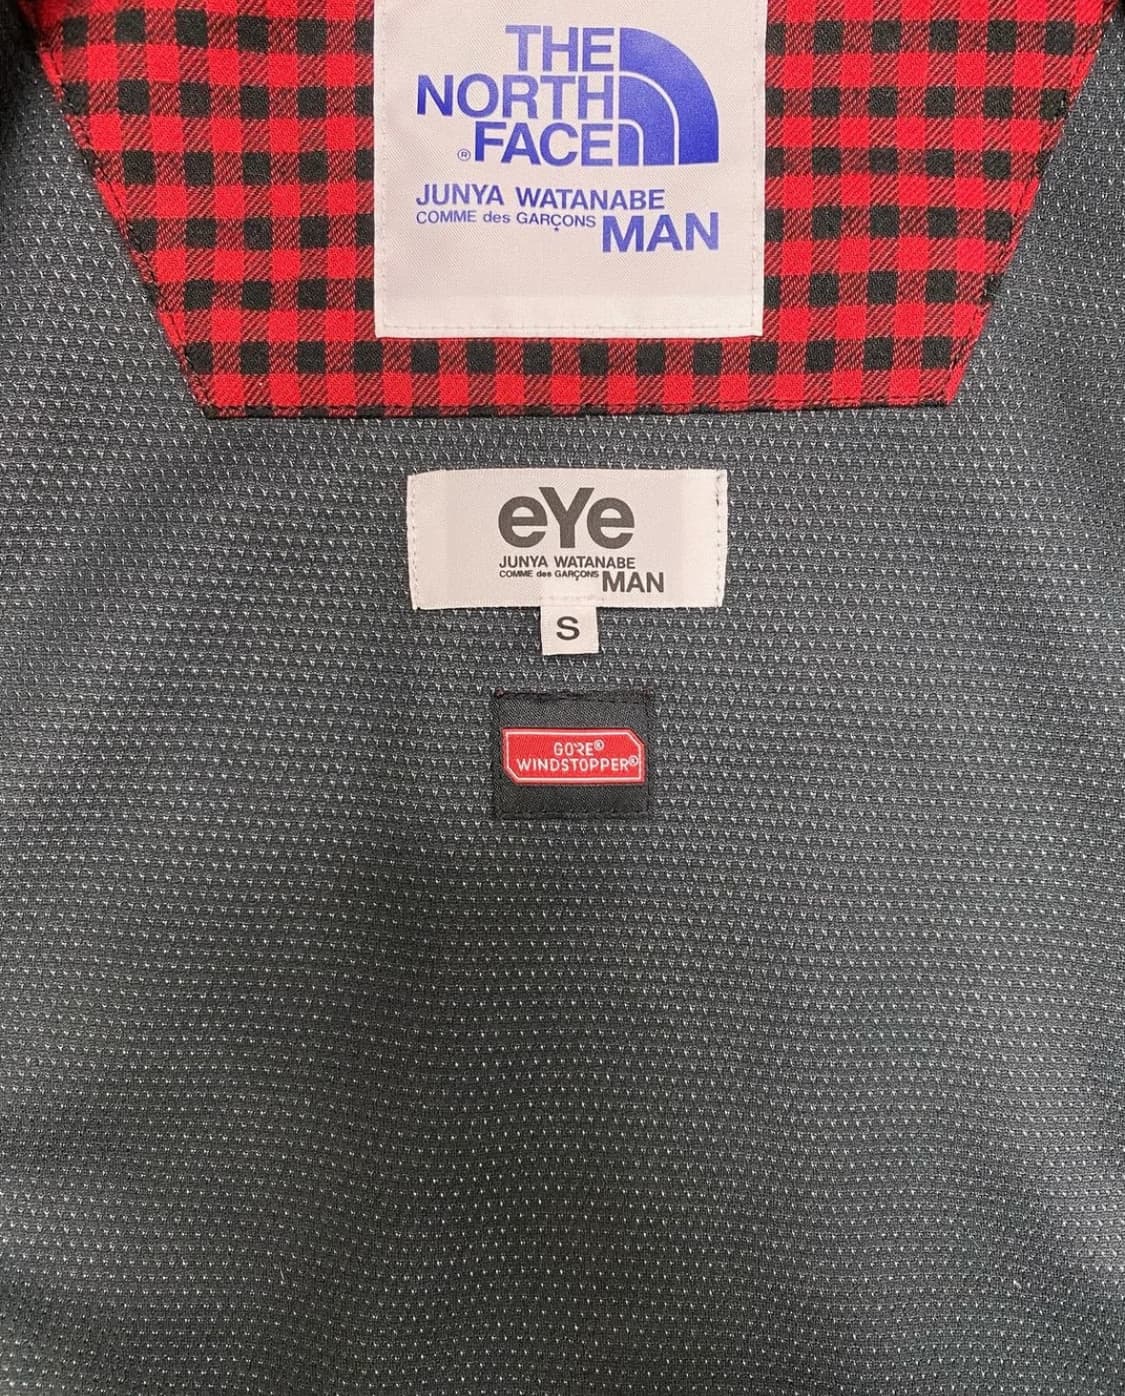 THE
NORTH
® FACE
JUNYA WATANABE
COMME des GARÇONS MAN
eYe
JUNYA WATANABE
COMME des GARÇONS MAN
S
GORE®
WINDSTOPPER®